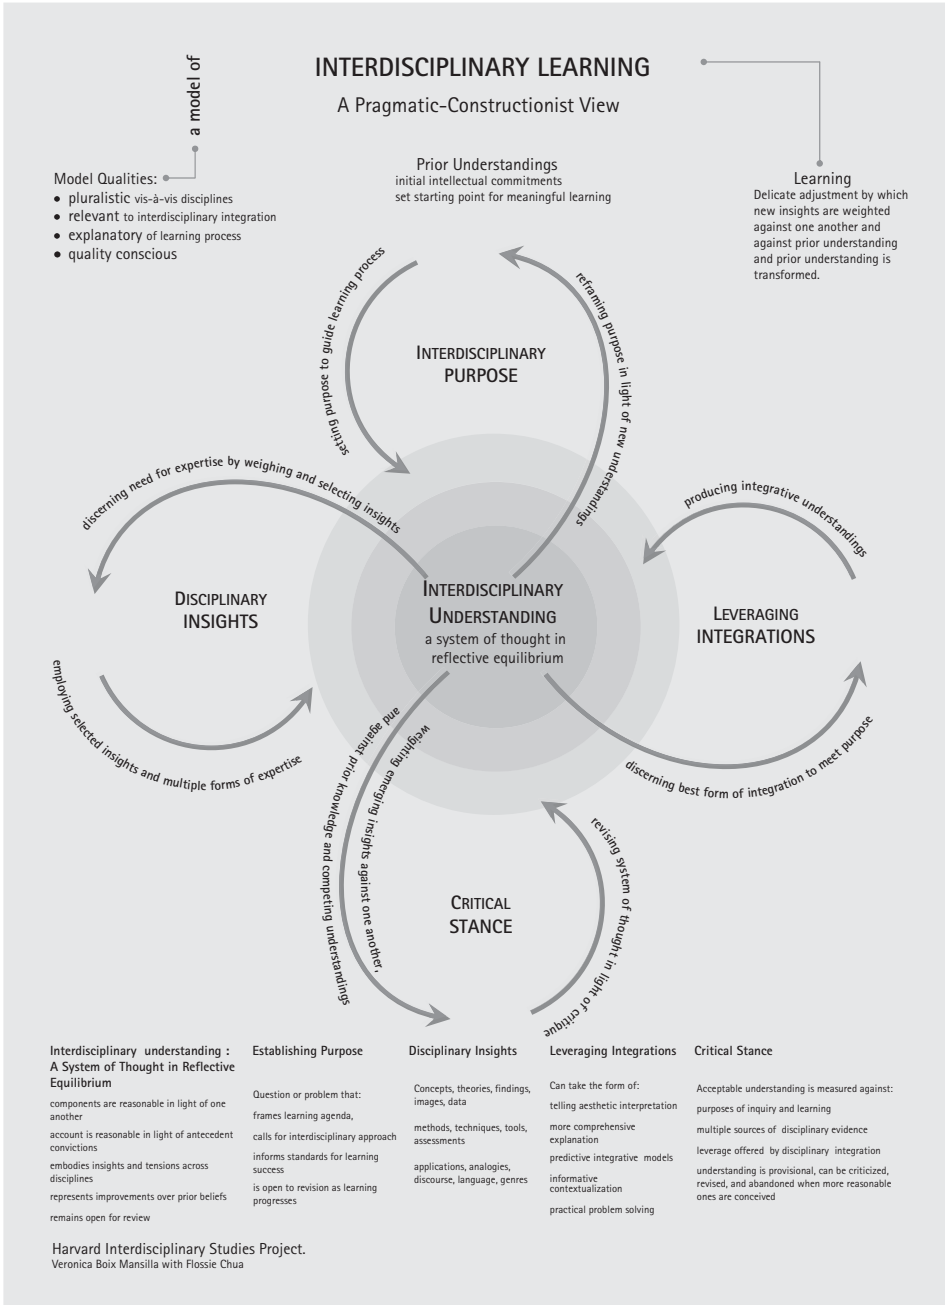 a model of
INTERDISCIPLINARY LEARNING
A Pragmatic-Constructionist View
Model Qualities:
• pluralistic vis-à-vis disciplines
• relevant to interdisciplinary integration
• explanatory of learning process
• quality conscious
Prior Understandings
initial intellectual commitments
set starting point for meaningful learning
Learning
Delicate adjustment by which
new insights are weighted
against one another and
against prior understanding
and prior understanding is
transformed.
setting purpose to guide learning process
INTERDISCIPLINARY
PURPOSE
reframing purpose in light of new understandings
discerning need for expertise by weighing and selecting insights
DISCIPLINARY
INSIGHTS
employing selected insights and multiple forms of expertise
INTERDISCIPLINARY
UNDERSTANDING
a system of thought in
reflective equilibrium
producing integrative understandings
LEVERAGING
INTEGRATIONS
discerning best form of integration to meet purpose
weighting emerging insights against one another,
and against prior knowledge and competing understandings
CRITICAL
STANCE
revising system of thought in light of critique
Interdisciplinary understanding :
A System of Thought in Reflective
Equilibrium
components are reasonable in light of one
another
account is reasonable in light of antecedent
convictions
embodies insights and tensions across
disciplines
represents improvements over prior beliefs
remains open for review
Establishing Purpose
Question or problem that:
frames learning agenda,
calls for interdisciplinary approach
informs standards for learning
success
is open to revision as learning
progresses
Disciplinary Insights
Concepts, theories, findings,
images, data
methods, techniques, tools,
assessments
applications, analogies,
discourse, language, genres
Leveraging Integrations
Can take the form of:
telling aesthetic interpretation
more comprehensive
explanation
predictive integrative models
informative
contextualization
practical problem solving
Critical Stance
Acceptable understanding is measured against:
purposes of inquiry and learning
multiple sources of disciplinary evidence
leverage offered by disciplinary integration
understanding is provisional, can be criticized,
revised, and abandoned when more reasonable
ones are conceived
Harvard Interdisciplinary Studies Project.
Veronica Boix Mansilla with Flossie Chua